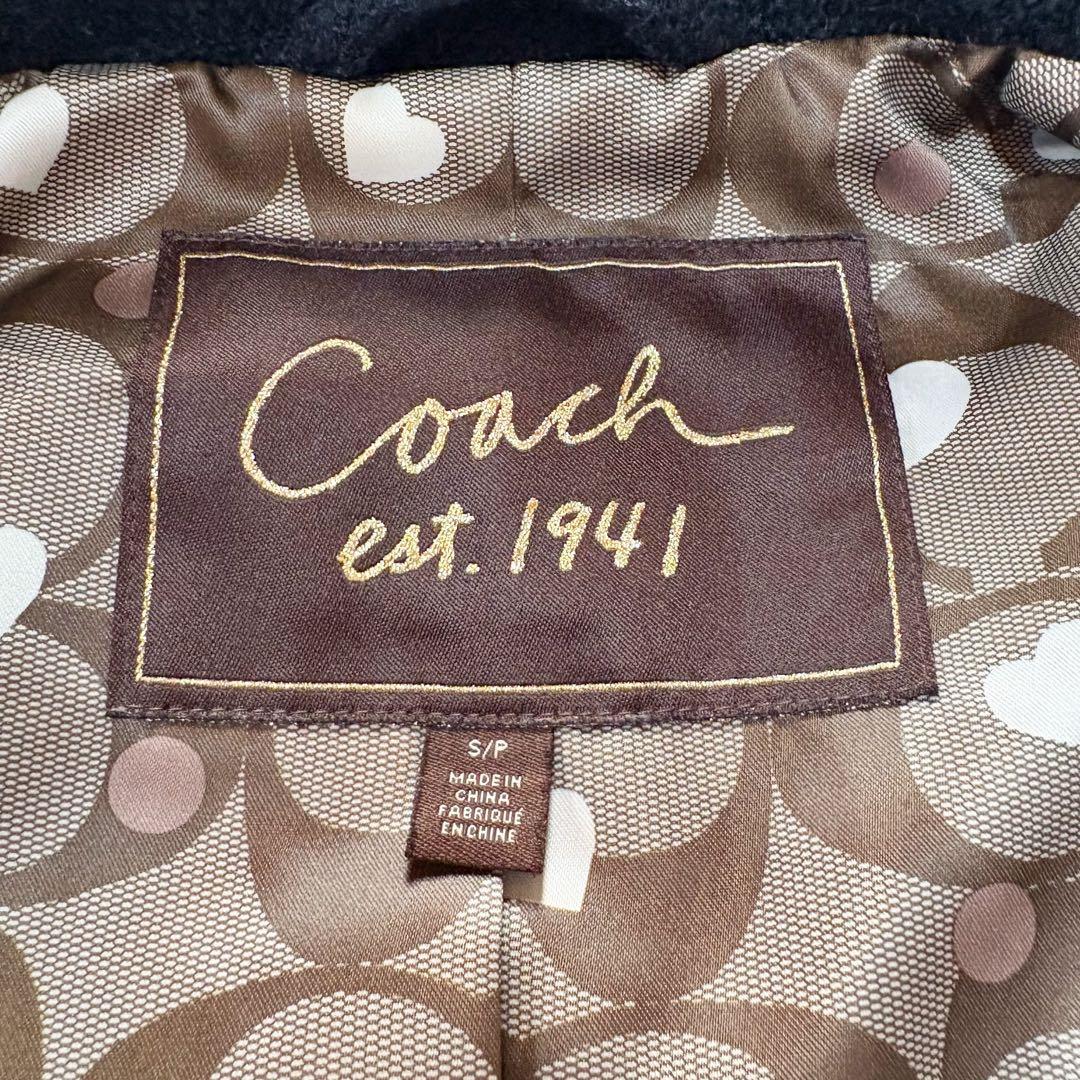 Coach
est. 1941
S/P
MADE IN
CHINA
FABRIQUÉ
EN CHINE